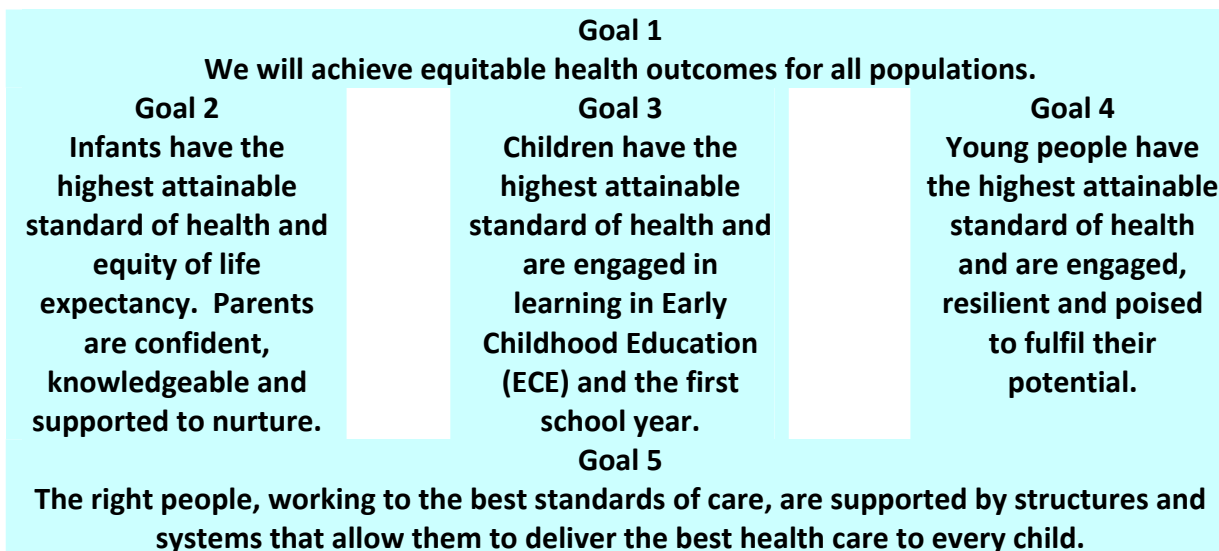 Goal 1
We will achieve equitable health outcomes for all populations.
Goal 2
Infants have the
highest attainable
standard of health and
equity of life
expectancy.  Parents
are confident,
knowledgeable and
supported to nurture.
Goal 3
Children have the
highest attainable
standard of health and
are engaged in
learning in Early
Childhood Education
(ECE) and the first
school year.
Goal 4
Young people have
the highest attainable
standard of health
and are engaged,
resilient and poised
to fulfil their
potential.
Goal 5
The right people, working to the best standards of care, are supported by structures and
systems that allow them to deliver the best health care to every child.